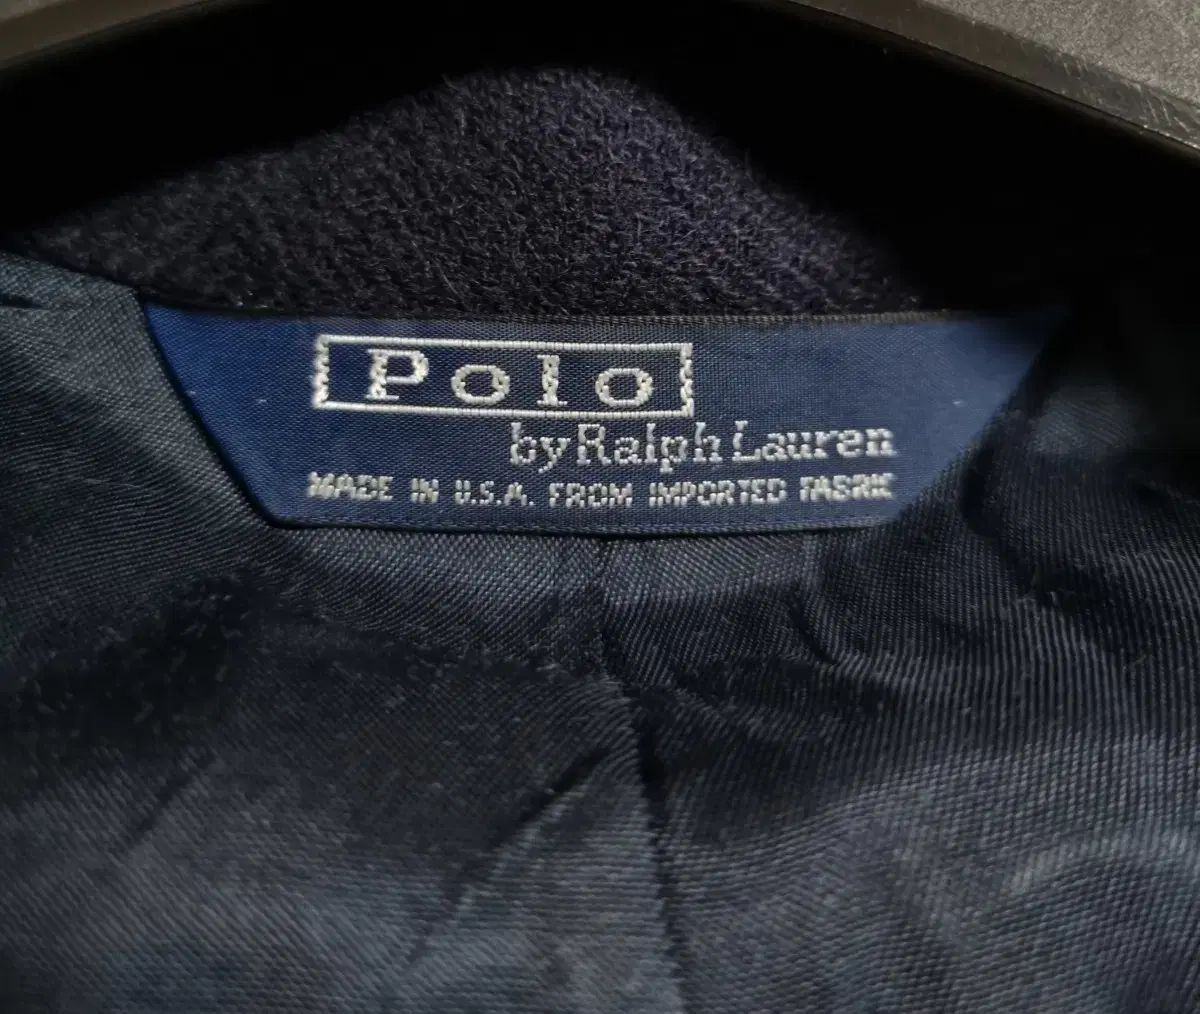 Polo
by Ralph Lauren
MADE IN U.S.A. FROM IMPORTED FABRIC